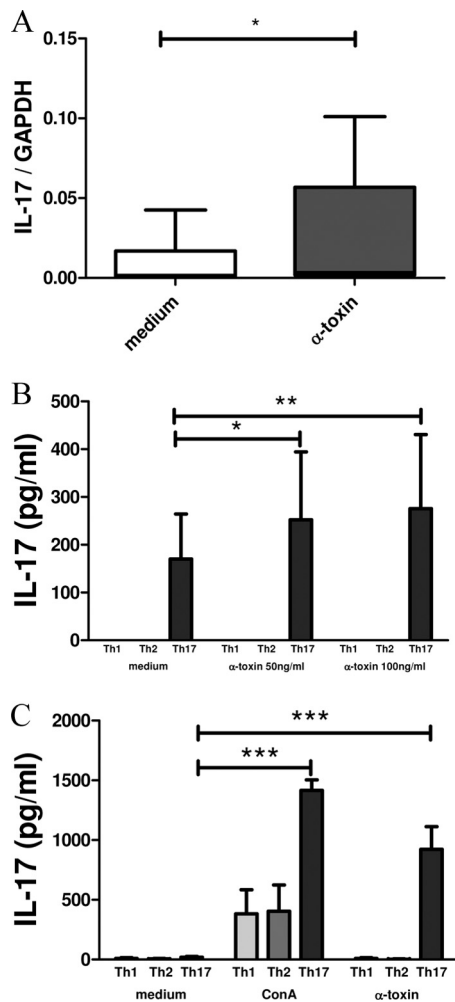 A
*
0.15
0.10
0.05
0.00
IL-17 / GAPDH
medium
α-toxin
B
500
400
300
200
100
0
IL-17 (pg/ml)
**
*
Th1 Th2 Th17 Th1 Th2 Th17 Th1 Th2 Th17
medium α-toxin 50ng/ml α-toxin 100ng/ml
C
2000
1500
1000
500
0
IL-17 (pg/ml)
***
***
Th1 Th2 Th17 Th1 Th2 Th17 Th1 Th2 Th17
medium ConA α-toxin